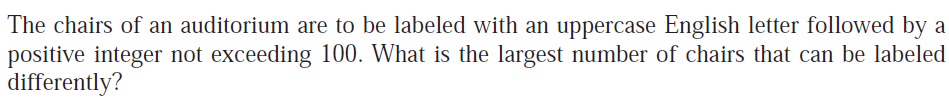 The chairs of an auditorium are to be labeled with an uppercase English letter followed by a
positive integer not exceeding 100. What is the largest number of chairs that can be labeled
differently?